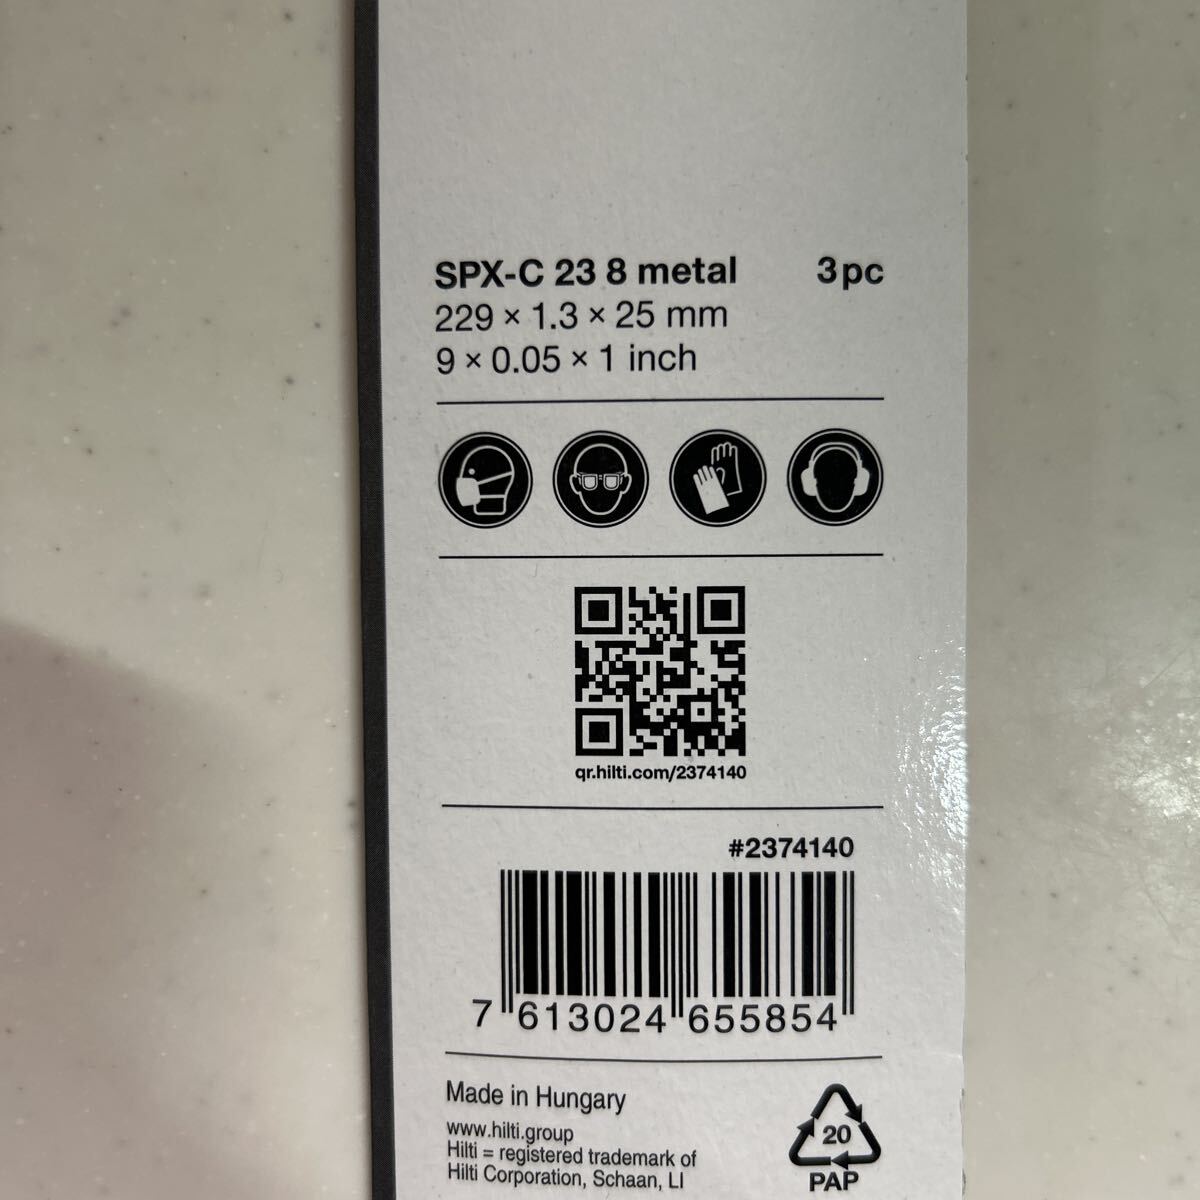 SPX-C 23 8 metal 3pc
229 × 1.3 × 25 mm
9 × 0.05 × 1 inch
qr.hilti.com/2374140
#2374140
7 613024 655854
Made in Hungary
www.hilti.group
Hilti = registered trademark of
Hilti Corporation, Schaan, LI
20
PAP